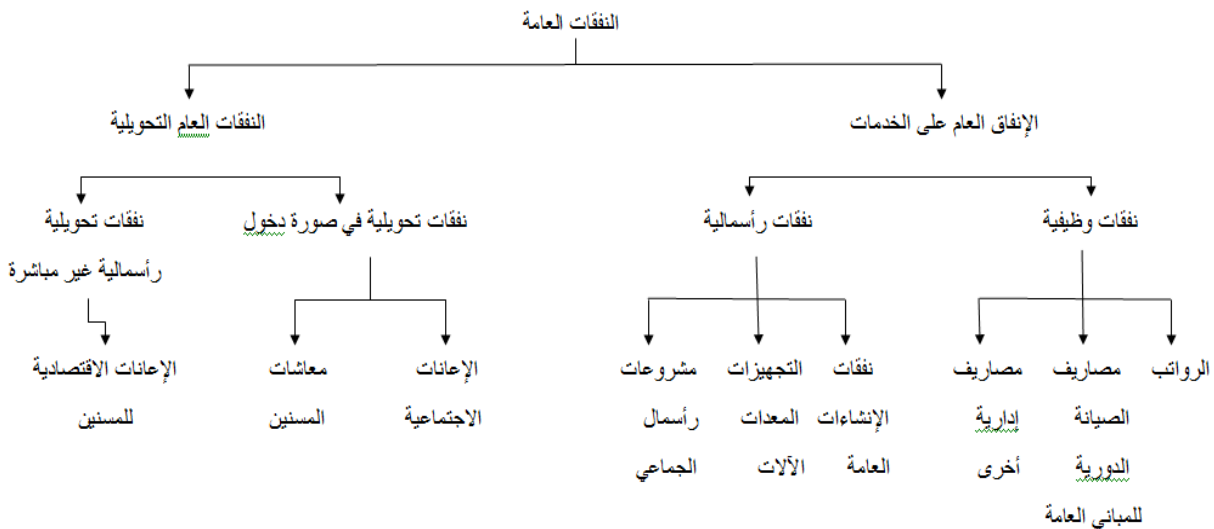 النفقات العامة
الإنفاق العام على الخدمات
النفقات العام التحويلية
نفقات وظيفية
نفقات رأسمالية
نفقات تحويلية في صورة دخول
نفقات تحويلية
رأسمالية غير مباشرة
الرواتب
مصاريف
الصيانة
الدورية
للمباني العامة
مصاريف
إدارية
أخرى
نفقات
الإنشاءات
العامة
التجهيزات
المعدات
الآلات
مشروعات
رأسمال
الجماعي
الإعانات
الاجتماعية
معاشات
المسنين
الإعانات الاقتصادية
للمسنين